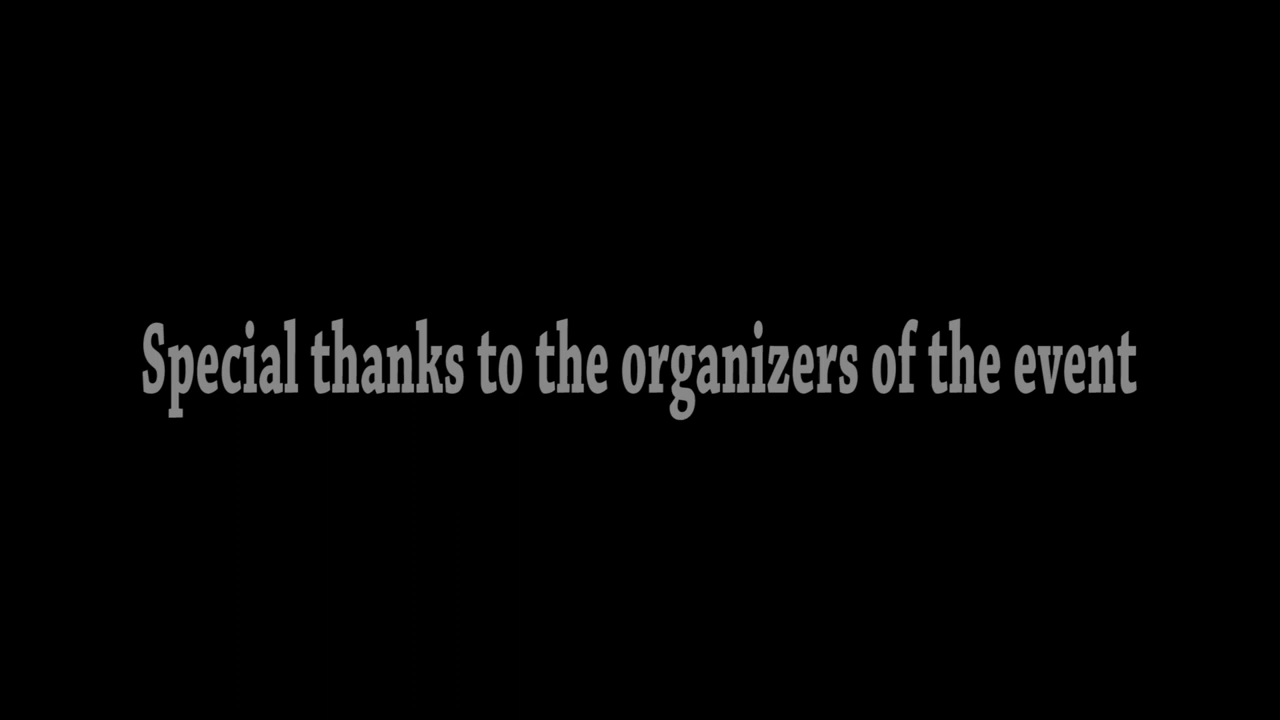 Special thanks to the organizers of the event